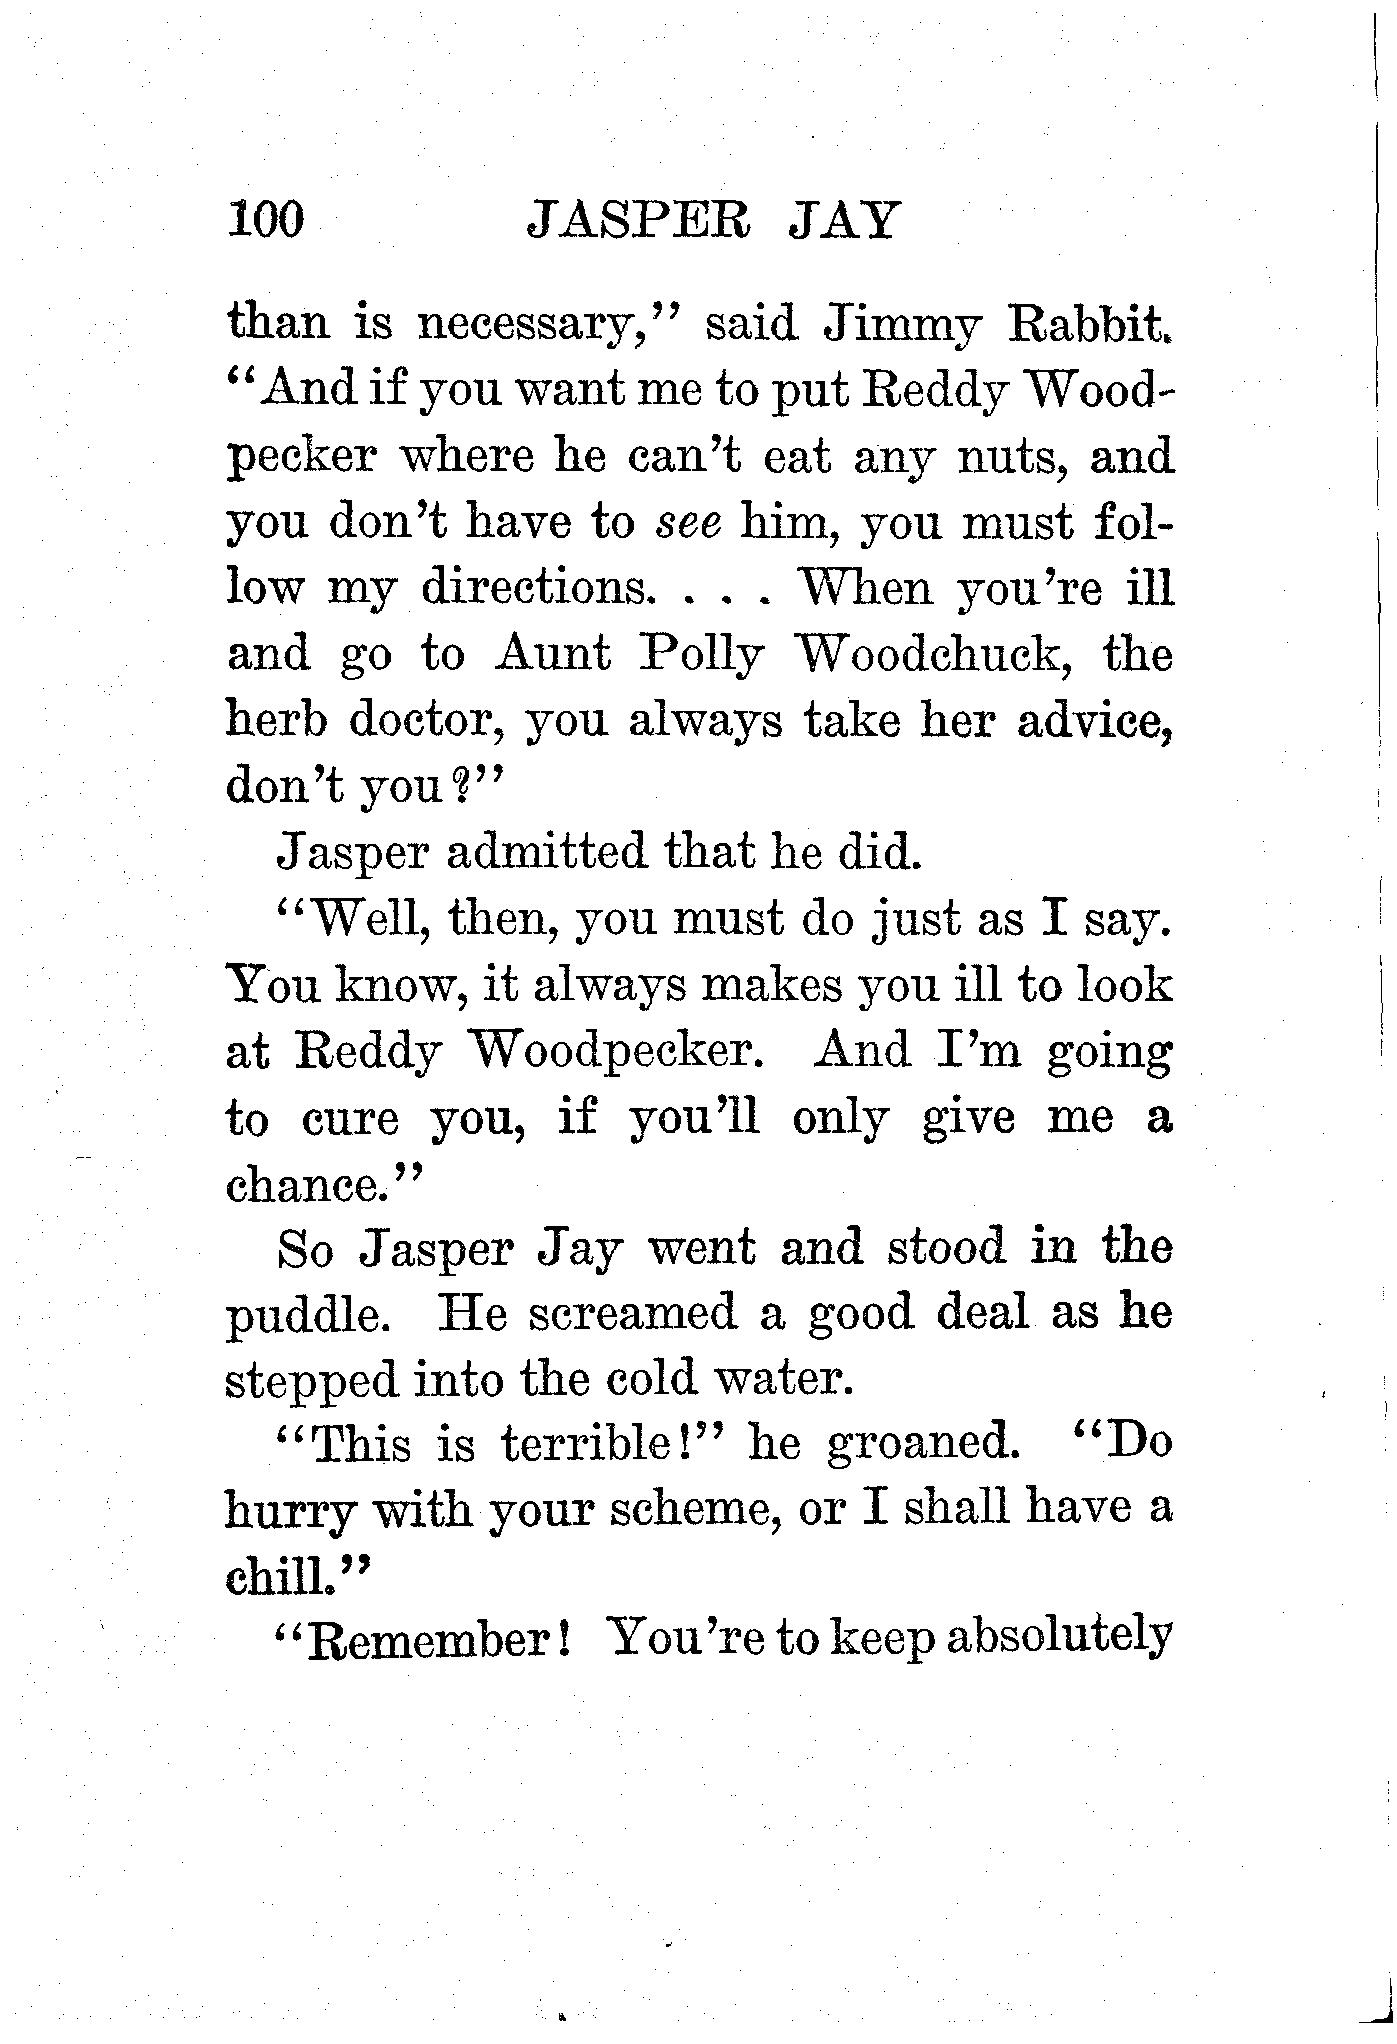 100 JASPER JAY
than is necessary,” said Jimmy Rabbit.
“And if you want me to put Reddy Wood-
pecker where he can’t eat any nuts, and
you don’t have to see him, you must fol-
low my directions. . . . When you’re ill
and go to Aunt Polly Woodchuck, the
herb doctor, you always take her advice,
don’t you?”
Jasper admitted that he did.
“Well, then, you must do just as I say.
You know, it always makes you ill to look
at Reddy Woodpecker. And I’m going
to cure you, if you’ll only give me a
chance.”
So Jasper Jay went and stood in the
puddle. He screamed a good deal as he
stepped into the cold water.
“This is terrible!” he groaned. “Do
hurry with your scheme, or I shall have a
chill.”
“Remember! You’re to keep absolutely